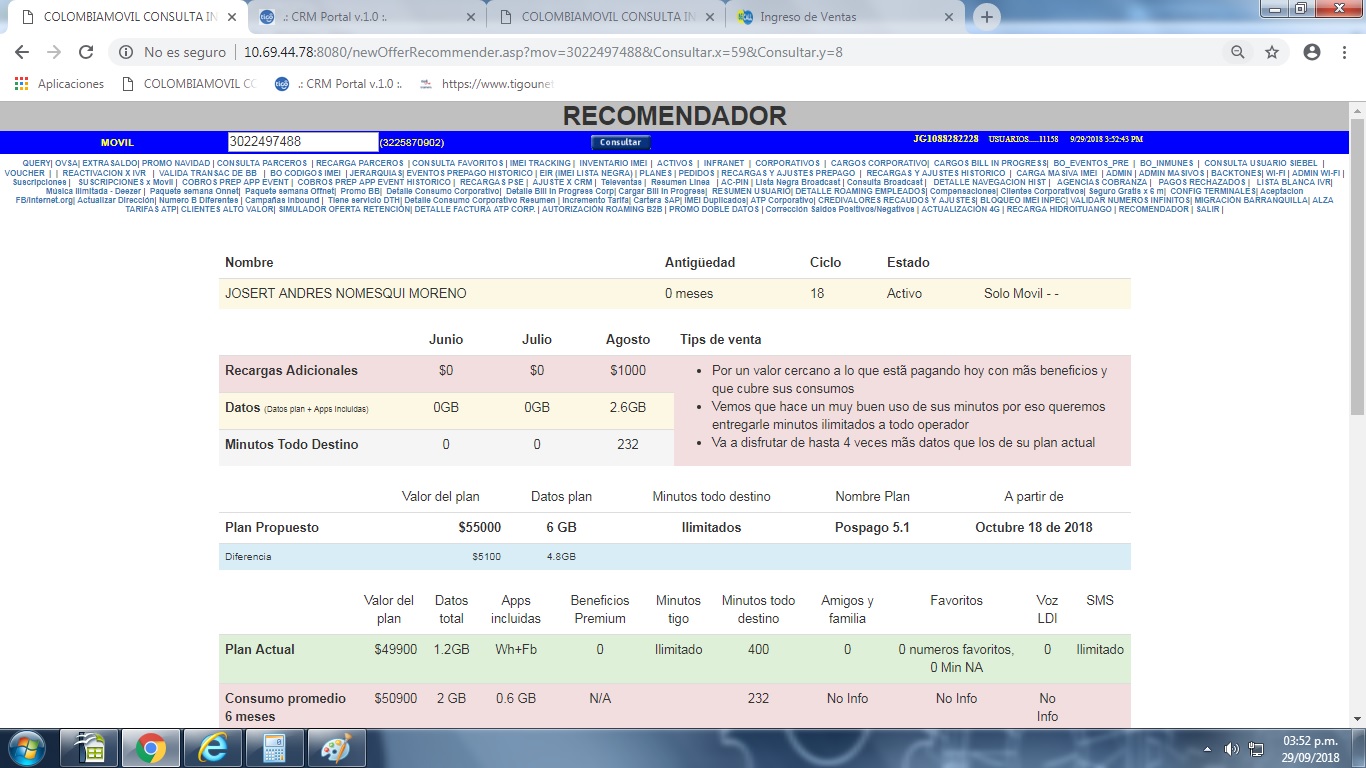 COLOMBIAMOVIL CONSULTA IN
.: CRM Portal v.1.0 :.
COLOMBIAMOVIL CONSULTA IN
Ingreso de Ventas
No es seguro | 10.69.44.78:8080/newOfferRecommender.asp?mov=3022497488&Consultar.x=59&Consultar.y=8
Aplicaciones
COLOMBIAMOVIL CO
.: CRM Portal v.1.0 :.
https://www.tigoune
RECOMENDADOR
MOVIL 3022497488 (3225870902) Consultar JG1088282228 USUARIOS.....11158 9/29/2018 3:52:43 PM
QUERY| OVSA| EXTRASALDO| PROMO NAVIDAD | CONSULTA PARCEROS | RECARGA PARCEROS | CONSULTA FAVORITOS | IMEI TRACKING | INVENTARIO IMEI | ACTIVOS | INFRANET | CORPORATIVOS | CARGOS CORPORATIVO| CARGOS BILL IN PROGRESS| BO_EVENTOS_PRE | BO_INMUNES | CONSULTA USUARIO SIEBEL |
VOUCHER | | REACTIVACION X IVR | VALIDA TRANSAC DE BB | BO CODIGOS IMEI |JERARQUIAS| EVENTOS PREPAGO HISTORICO | EIR (IMEI LISTA NEGRA) | PLANES | PEDIDOS | RECARGAS Y AJUSTES PREPAGO | RECARGAS Y AJUSTES HISTORICO | CARGA MASIVA IMEI | ADMIN | ADMIN MASIVOS | BACKTONES| WI-FI | ADMIN WI-FI |
Suscripciones | SUSCRIPCIONES x Movil | COBROS PREP APP EVENT | COBROS PREP APP EVENT HISTORICO | RECARGAS PSE | AJUSTE X CRM | Televentas | Resumen Linea | AC-PIN | Lista Negra Broadcast | Consulta Broadcast | DETALLE NAVEGACION HIST | AGENCIAS COBRANZA | PAGOS RECHAZADOS | LISTA BLANCA IVR|
Musica Ilimitada - Deezer | Paquete semana Onnet| Paquete semana Offnet| Promo BB| Detalle Consumo Corporativo| Detalle Bill In Progress Corp| Cargar Bill In Progress| RESUMEN USUARIO| DETALLE ROAMING EMPLEADOS| Compensaciones| Clientes Corporativos| Seguro Gratis x 6 m| CONFIG TERMINALES| Aceptacion
FB/Internet.org| Actualizar Dirección| Numero B Diferentes | Campañas Inbound | Tiene servicio DTH| Detalle Consumo Corporativo Resumen | Incremento Tarifa| Cartera SAP| IMEI Duplicados| ATP Corporativo| CREDIVALORES RECAUDOS Y AJUSTES| BLOQUEO IMEI INPEC| VALIDAR NUMEROS INFINITOS| MIGRACIÓN BARRANQUILLA| ALZA
TARIFAS ATP| CLIENTES ALTO VALOR| SIMULADOR OFERTA RETENCIÓN| DETALLE FACTURA ATP CORP. | AUTORIZACIÓN ROAMING B2B | PROMO DOBLE DATOS | Corrección Saldos Positivos/Negativos | ACTUALIZACIÓN 4G | RECARGA HIDROITUANGO | RECOMENDADOR | SALIR |
Nombre Antigüedad Ciclo Estado
JOSERT ANDRES NOMESQUI MORENO 0 meses 18 Activo Solo Movil - -
Junio Julio Agosto Tips de venta
Recargas Adicionales $0 $0 $1000
Datos (Datos plan + Apps Incluidas) 0GB 0GB 2.6GB
Minutos Todo Destino 0 0 232
• Por un valor cercano a lo que estã pagando hoy con mãs beneficios y
que cubre sus consumos
• Vemos que hace un muy buen uso de sus minutos por eso queremos
entregarle minutos ilimitados a todo operador
• Va a disfrutar de hasta 4 veces mãs datos que los de su plan actual
Valor del plan Datos plan Minutos todo destino Nombre Plan A partir de
Plan Propuesto $55000 6 GB Ilimitados Pospago 5.1 Octubre 18 de 2018
Diferencia $5100 4.8GB
Valor del Datos Apps Beneficios Minutos Minutos todo Amigos y Favoritos Voz SMS
plan total incluidas Premium tigo destino familia LDI
Plan Actual $49900 1.2GB Wh+Fb 0 Ilimitado 400 0 0 numeros favoritos, 0 Ilimitado
0 Min NA
Consumo promedio $50900 2 GB 0.6 GB N/A 232 No Info No Info No
6 meses Info
03:52 p.m.
29/09/2018